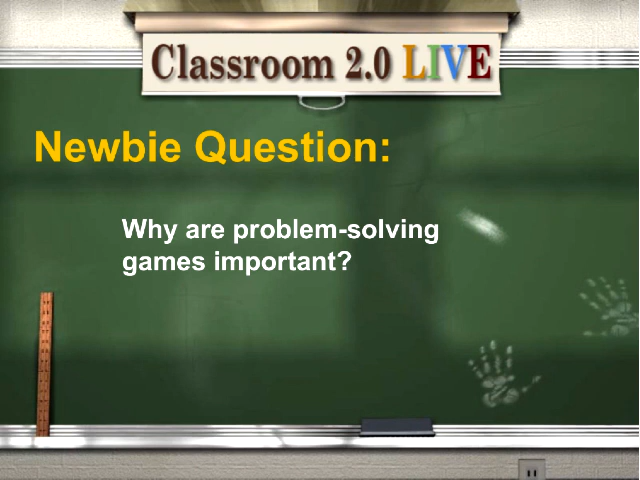 Classroom 2.0 LIVE
Newbie Question:
Why are problem-solving
games important?